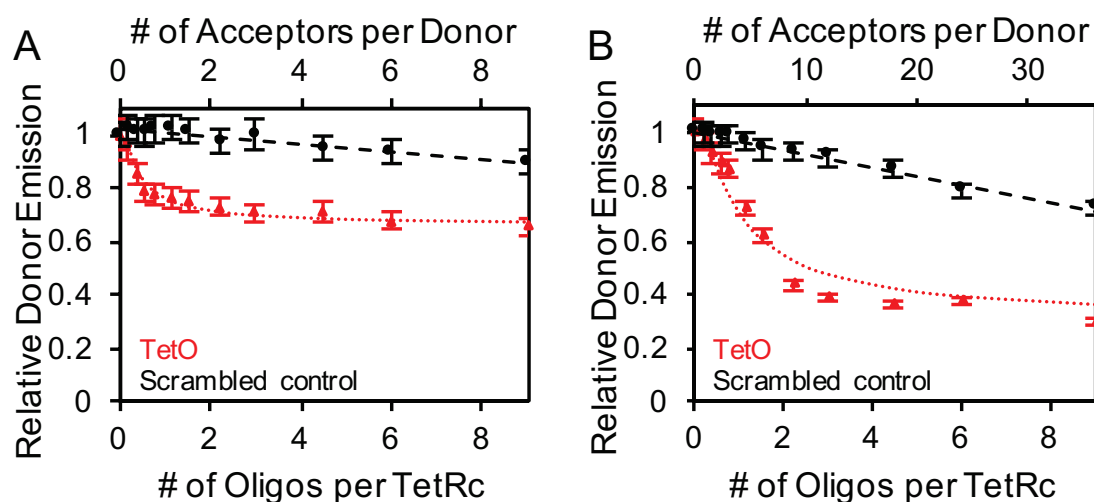 A
# of Acceptors per Donor
0 2 4 6 8
Relative Donor Emission
1
0.8
0.6
0.4
0.2
0
TetO
Scrambled control
0 2 4 6 8
# of Oligos per TetRc
B
# of Acceptors per Donor
0 10 20 30
Relative Donor Emission
1
0.8
0.6
0.4
0.2
0
TetO
Scrambled control
0 2 4 6 8
# of Oligos per TetRc